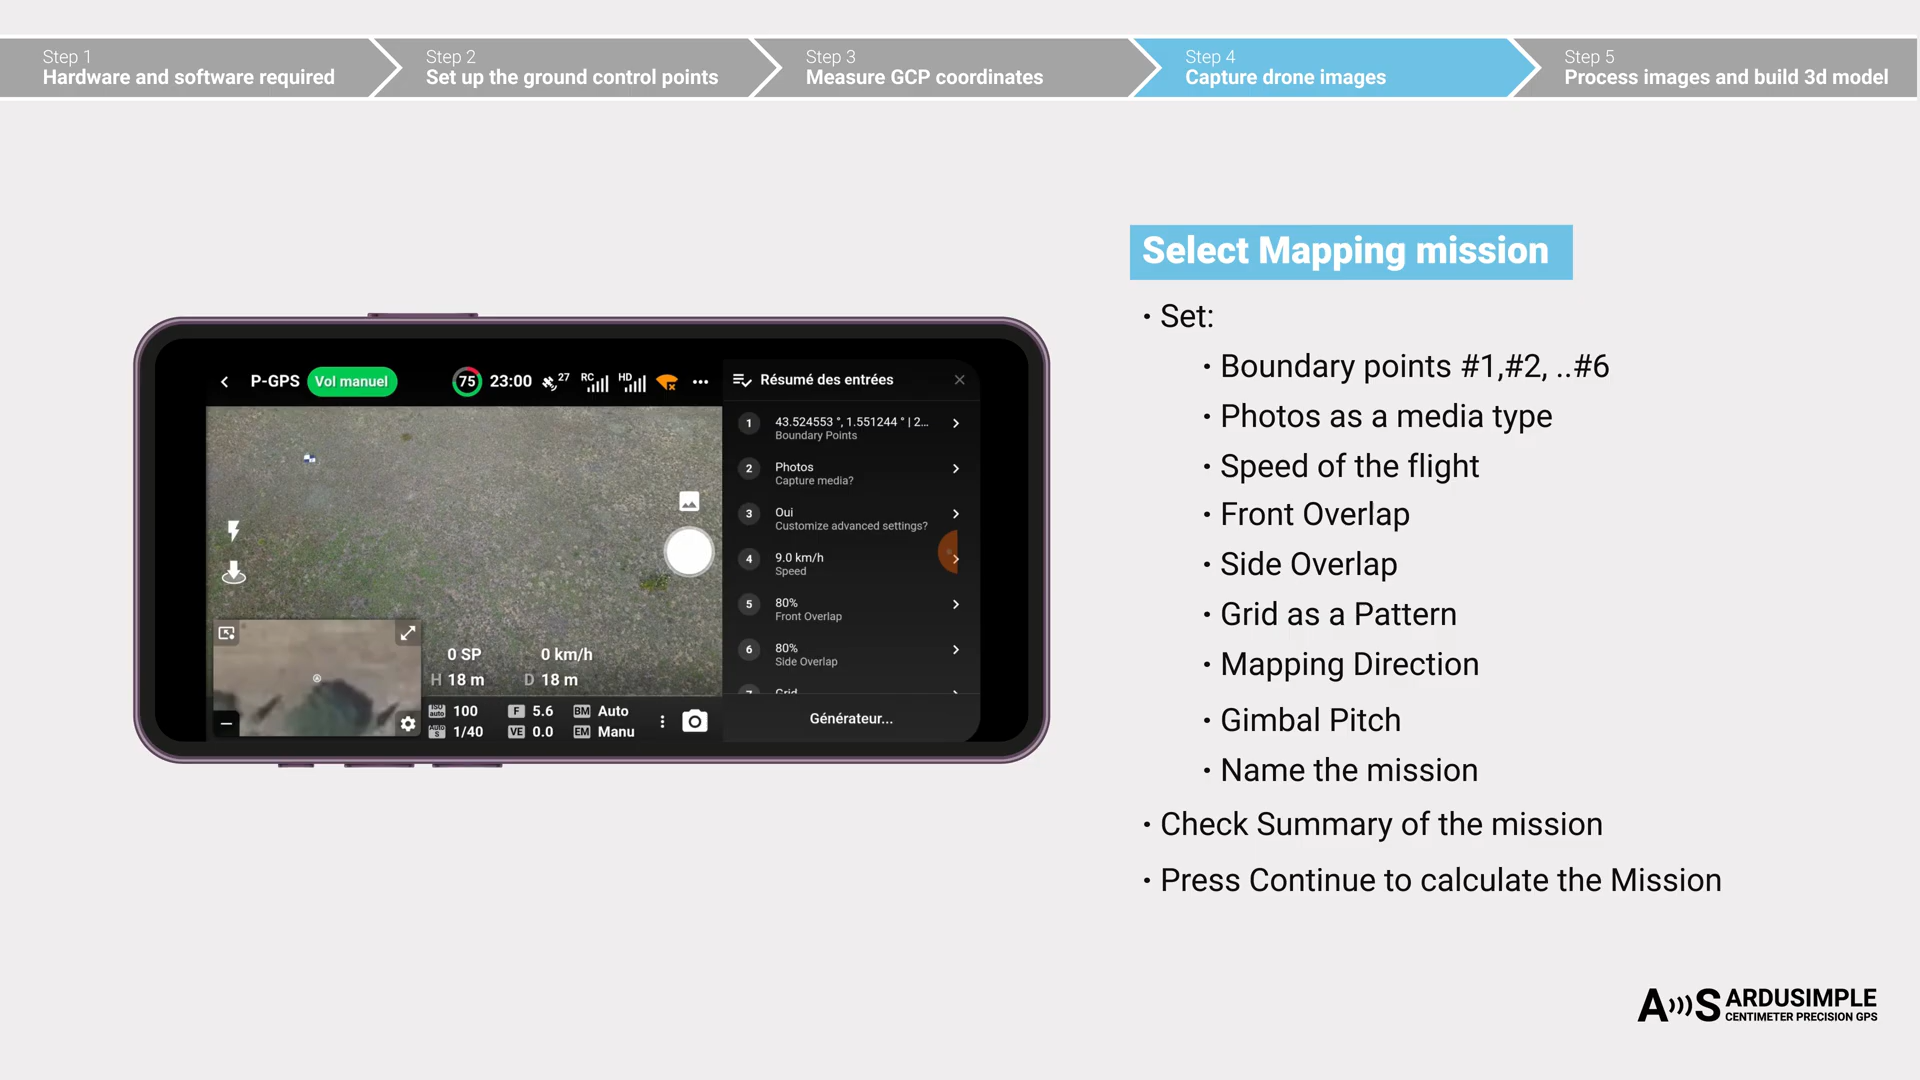 Step 1
Hardware and software required
Step 2
Set up the ground control points
Step 3
Measure GCP coordinates
Step 4
Capture drone images
Step 5
Process images and build 3d model
P-GPS
Vol manuel
75
23:00
27
RC
HD
Résumé des entrées
1
43.524553 °, 1.551244 ° | 2...
Boundary Points
2
Photos
Capture media?
3
Oui
Customize advanced settings?
4
9.0 km/h
Speed
5
80%
Front Overlap
6
80%
Side Overlap
Grid
Générateur...
0 SP
0 km/h
H 18 m
D 18 m
100
F 5.6
BM Auto
1/40
VE 0.0
EM Manu
Select Mapping mission
· Set:
· Boundary points #1,#2, ..#6
· Photos as a media type
· Speed of the flight
· Front Overlap
· Side Overlap
· Grid as a Pattern
· Mapping Direction
· Gimbal Pitch
· Name the mission
· Check Summary of the mission
· Press Continue to calculate the Mission
A S ARDUSIMPLE
CENTIMETER PRECISION GPS